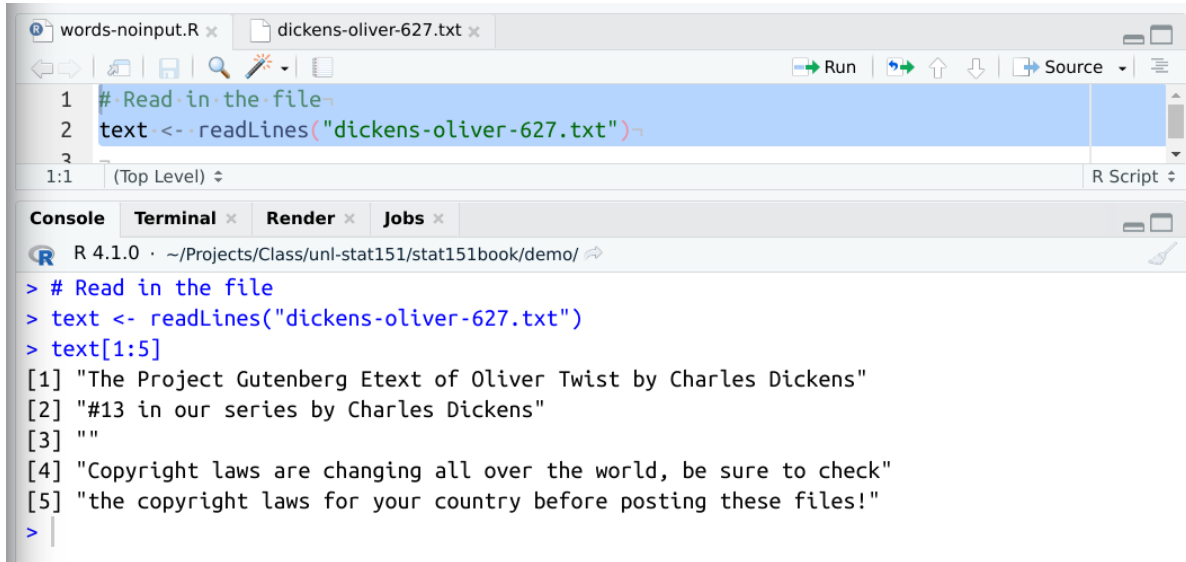 words-noinput.R × dickens-oliver-627.txt ×
Run Source
1 # Read in the file
2 text <- readLines("dickens-oliver-627.txt")
3
1:1 (Top Level) R Script
Console Terminal × Render × Jobs ×
R 4.1.0 · ~/Projects/Class/unl-stat151/stat151book/demo/
> # Read in the file
> text <- readLines("dickens-oliver-627.txt")
> text[1:5]
[1] "The Project Gutenberg Etext of Oliver Twist by Charles Dickens"
[2] "#13 in our series by Charles Dickens"
[3] ""
[4] "Copyright laws are changing all over the world, be sure to check"
[5] "the copyright laws for your country before posting these files!"
>